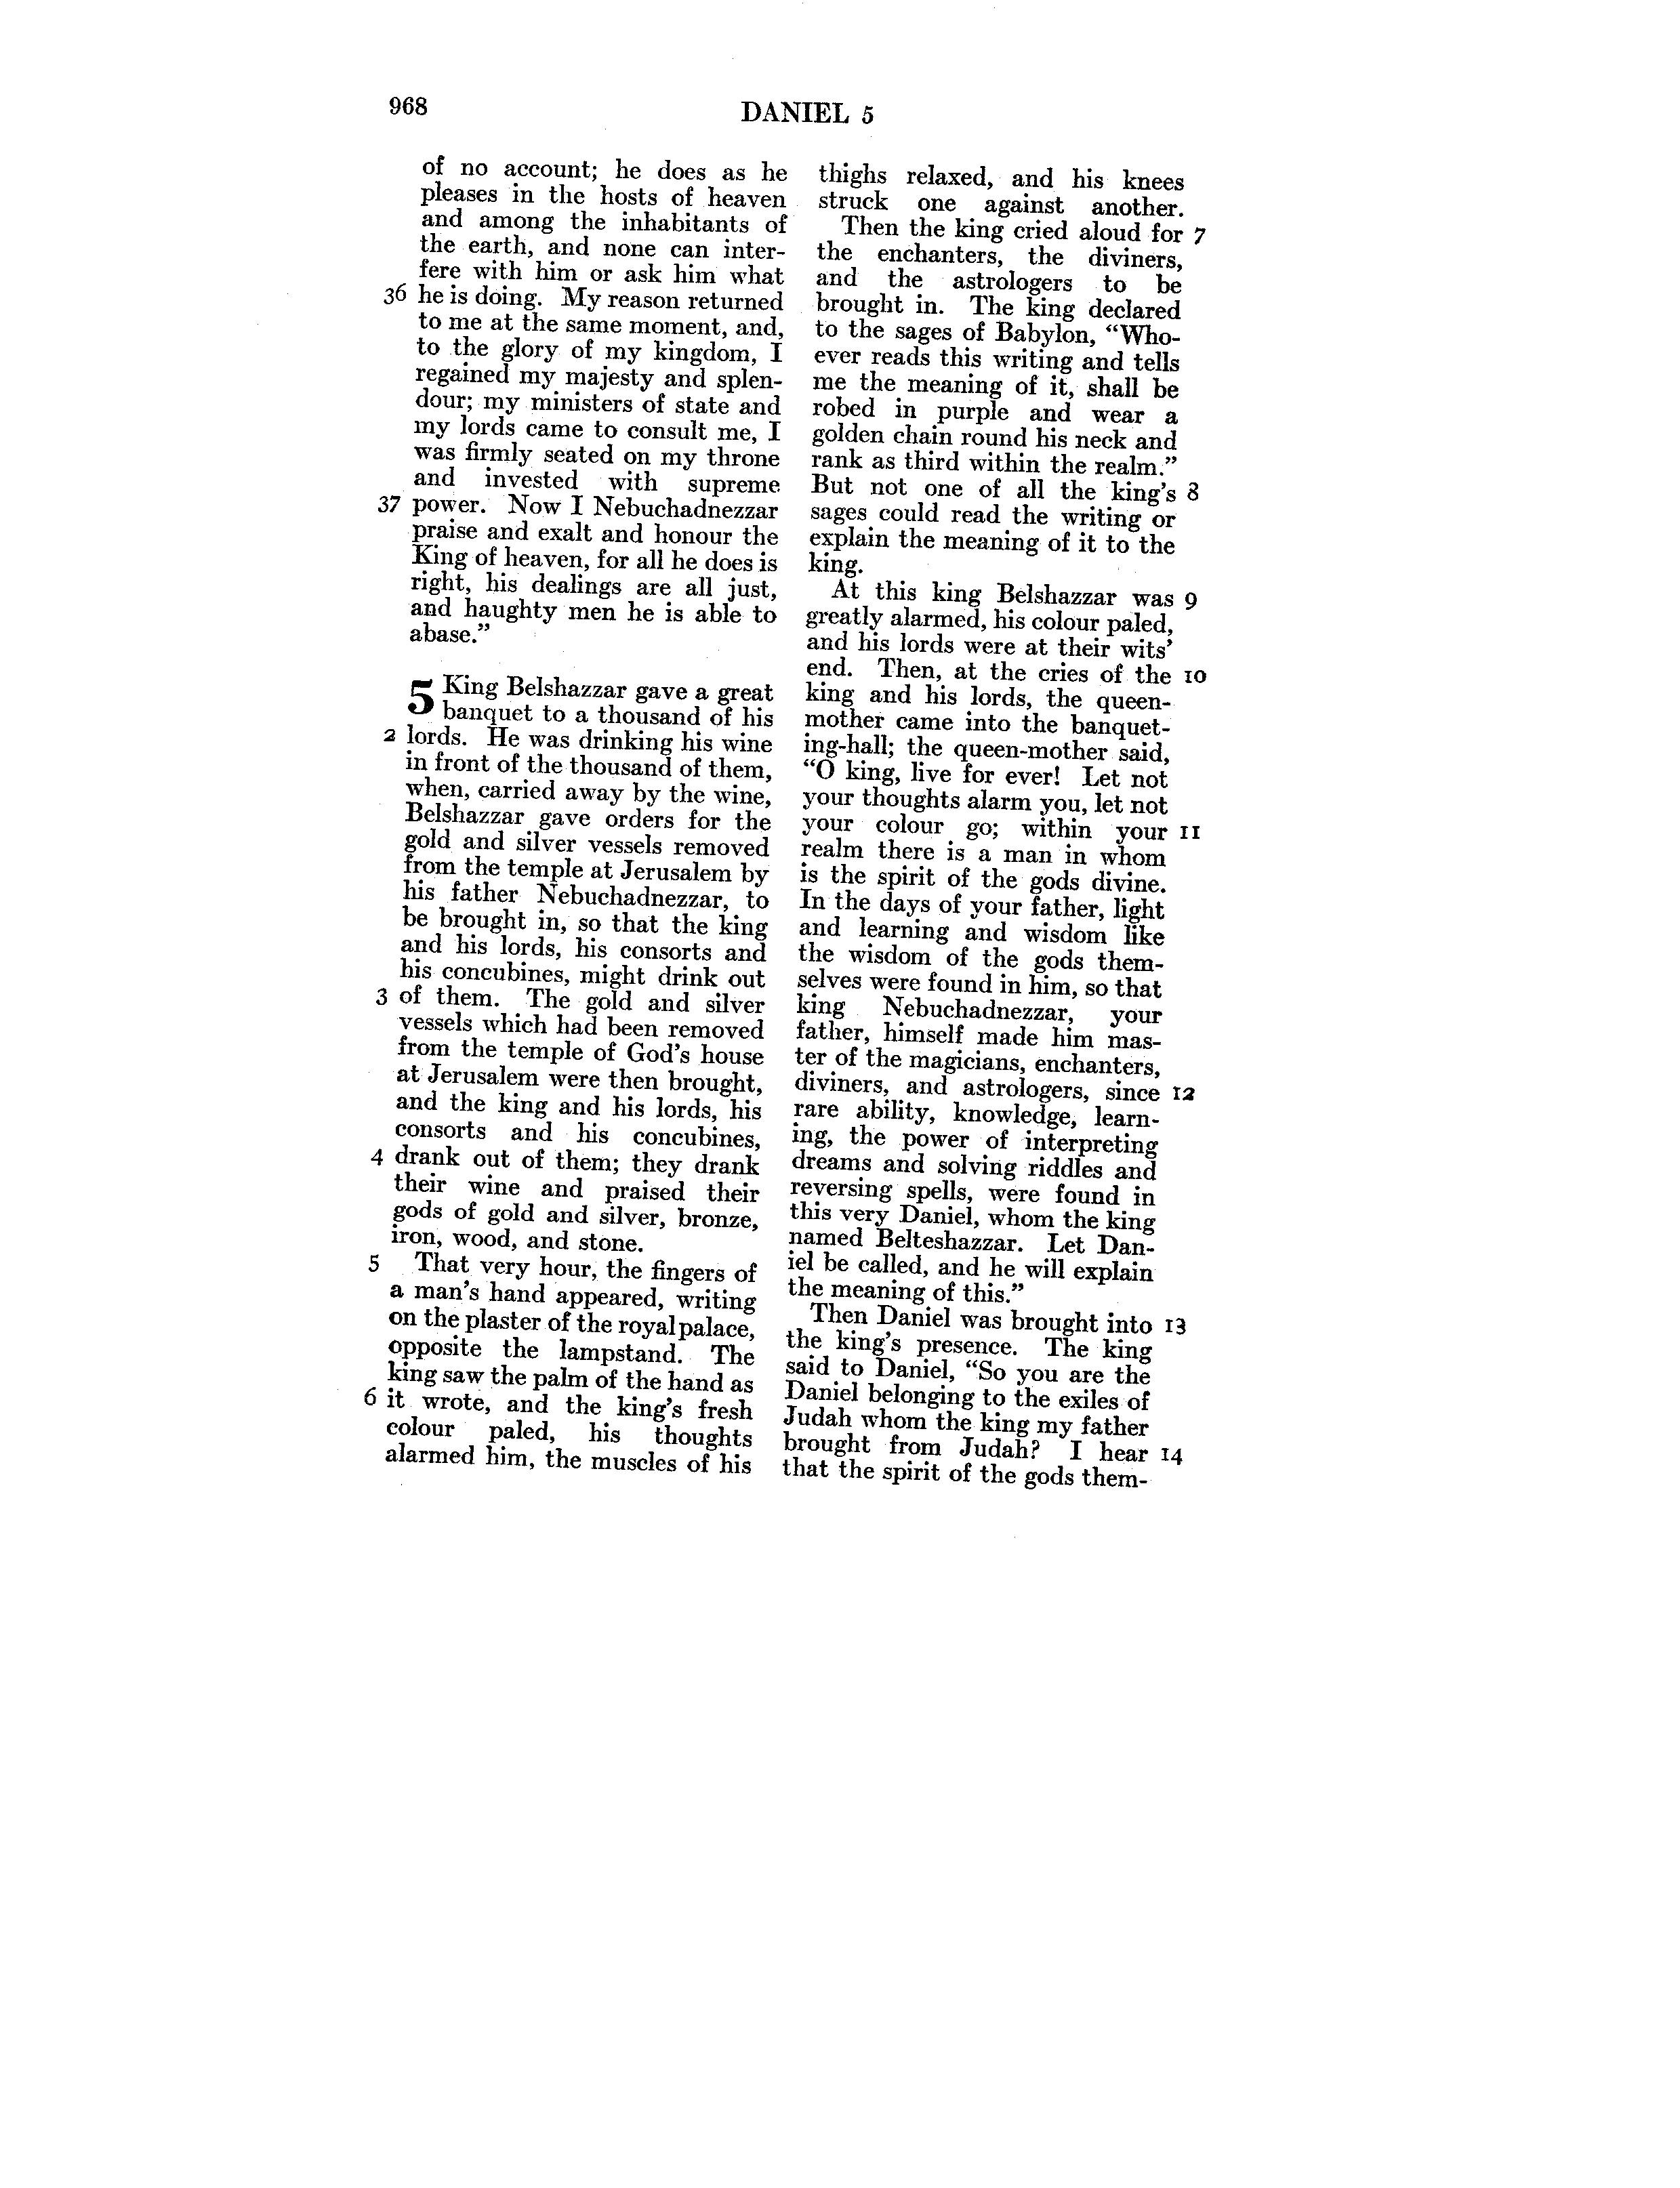 968
DANIEL 5
of no account; he does as he
pleases in the hosts of heaven
and among the inhabitants of
the earth, and none can inter-
fere with him or ask him what
36 he is doing. My reason returned
to me at the same moment, and,
to the glory of my kingdom, I
regained my majesty and splen-
dour; my ministers of state and
my lords came to consult me, I
was firmly seated on my throne
and invested with supreme
37 power. Now I Nebuchadnezzar
praise and exalt and honour the
King of heaven, for all he does is
right, his dealings are all just,
and haughty men he is able to
abase.”
5 King Belshazzar gave a great
banquet to a thousand of his
2 lords. He was drinking his wine
in front of the thousand of them,
when, carried away by the wine,
Belshazzar gave orders for the
gold and silver vessels removed
from the temple at Jerusalem by
his father Nebuchadnezzar, to
be brought in, so that the king
and his lords, his consorts and
his concubines, might drink out
3 of them. The gold and silver
vessels which had been removed
from the temple of God’s house
at Jerusalem were then brought,
and the king and his lords, his
consorts and his concubines,
4 drank out of them; they drank
their wine and praised their
gods of gold and silver, bronze,
iron, wood, and stone.
5 That very hour, the fingers of
a man’s hand appeared, writing
on the plaster of the royal palace,
opposite the lampstand. The
king saw the palm of the hand as
6 it wrote, and the king’s fresh
colour paled, his thoughts
alarmed him, the muscles of his
thighs relaxed, and his knees
struck one against another.
Then the king cried aloud for 7
the enchanters, the diviners,
and the astrologers to be
brought in. The king declared
to the sages of Babylon, “Who-
ever reads this writing and tells
me the meaning of it, shall be
robed in purple and wear a
golden chain round his neck and
rank as third within the realm.”
But not one of all the king’s 8
sages could read the writing or
explain the meaning of it to the
king.
At this king Belshazzar was 9
greatly alarmed, his colour paled,
and his lords were at their wits’
end. Then, at the cries of the 10
king and his lords, the queen-
mother came into the banquet-
ing-hall; the queen-mother said,
“O king, live for ever! Let not
your thoughts alarm you, let not
your colour go; within your 11
realm there is a man in whom
is the spirit of the gods divine.
In the days of your father, light
and learning and wisdom like
the wisdom of the gods them-
selves were found in him, so that
king Nebuchadnezzar, your
father, himself made him mas-
ter of the magicians, enchanters,
diviners, and astrologers, since 12
rare ability, knowledge, learn-
ing, the power of interpreting
dreams and solving riddles and
reversing spells, were found in
this very Daniel, whom the king
named Belteshazzar. Let Dan-
iel be called, and he will explain
the meaning of this.”
Then Daniel was brought into 13
the king’s presence. The king
said to Daniel, “So you are the
Daniel belonging to the exiles of
Judah whom the king my father
brought from Judah? I hear 14
that the spirit of the gods them-